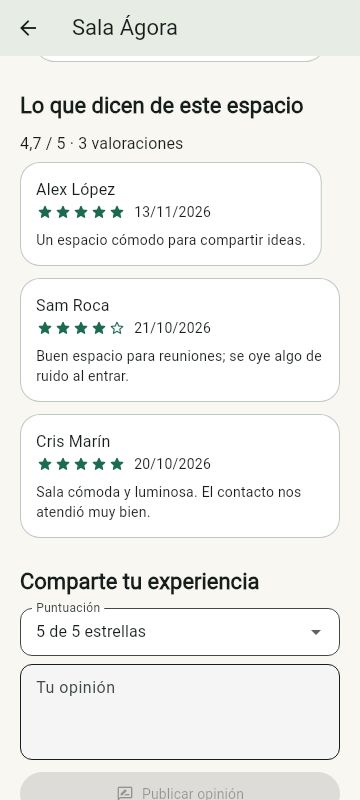 Sala Ágora
Lo que dicen de este espacio
4,7 / 5 · 3 valoraciones
Alex López
13/11/2026
Un espacio cómodo para compartir ideas.
Sam Roca
21/10/2026
Buen espacio para reuniones; se oye algo de
ruido al entrar.
Cris Marín
20/10/2026
Sala cómoda y luminosa. El contacto nos
atendió muy bien.
Comparte tu experiencia
Puntuación
5 de 5 estrellas
Tu opinión
Publicar opinión